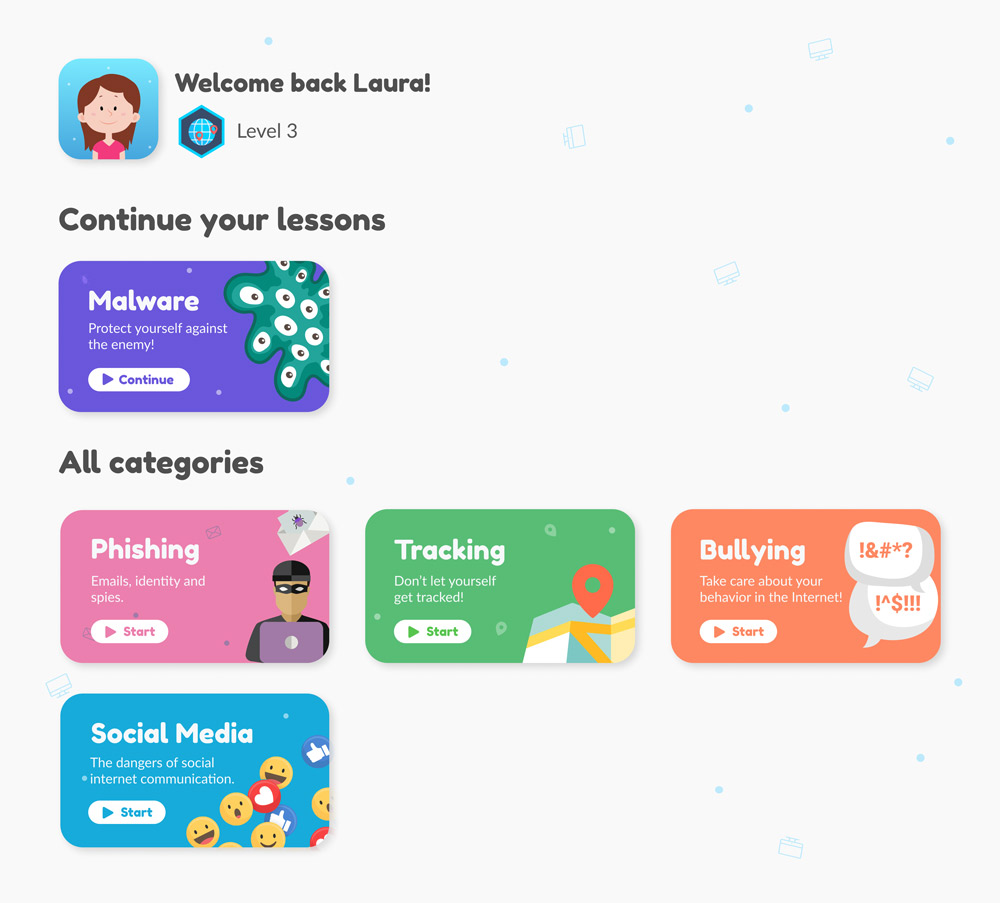 Welcome back Laura!
Level 3
Continue your lessons
Malware
Protect yourself against
the enemy!
Continue
All categories
Phishing
Emails, identity and
spies.
Start
Tracking
Don't let yourself
get tracked!
Start
Bullying
Take care about your
behavior in the Internet!
Start
!&#*?
!^$!!!
Social Media
The dangers of social
internet communication.
Start